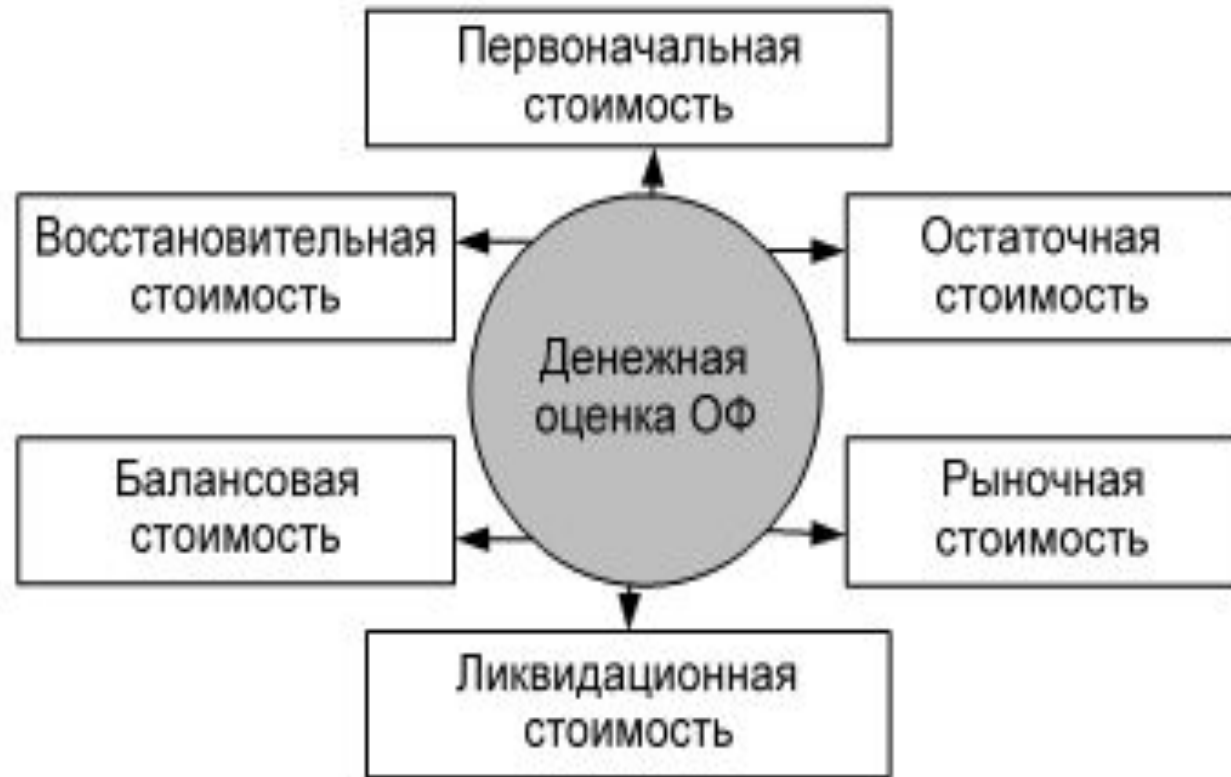 Первоначальная
стоимость
Восстановительная
стоимость
Остаточная
стоимость
Денежная
оценка ОФ
Балансовая
стоимость
Рыночная
стоимость
Ликвидационная
стоимость